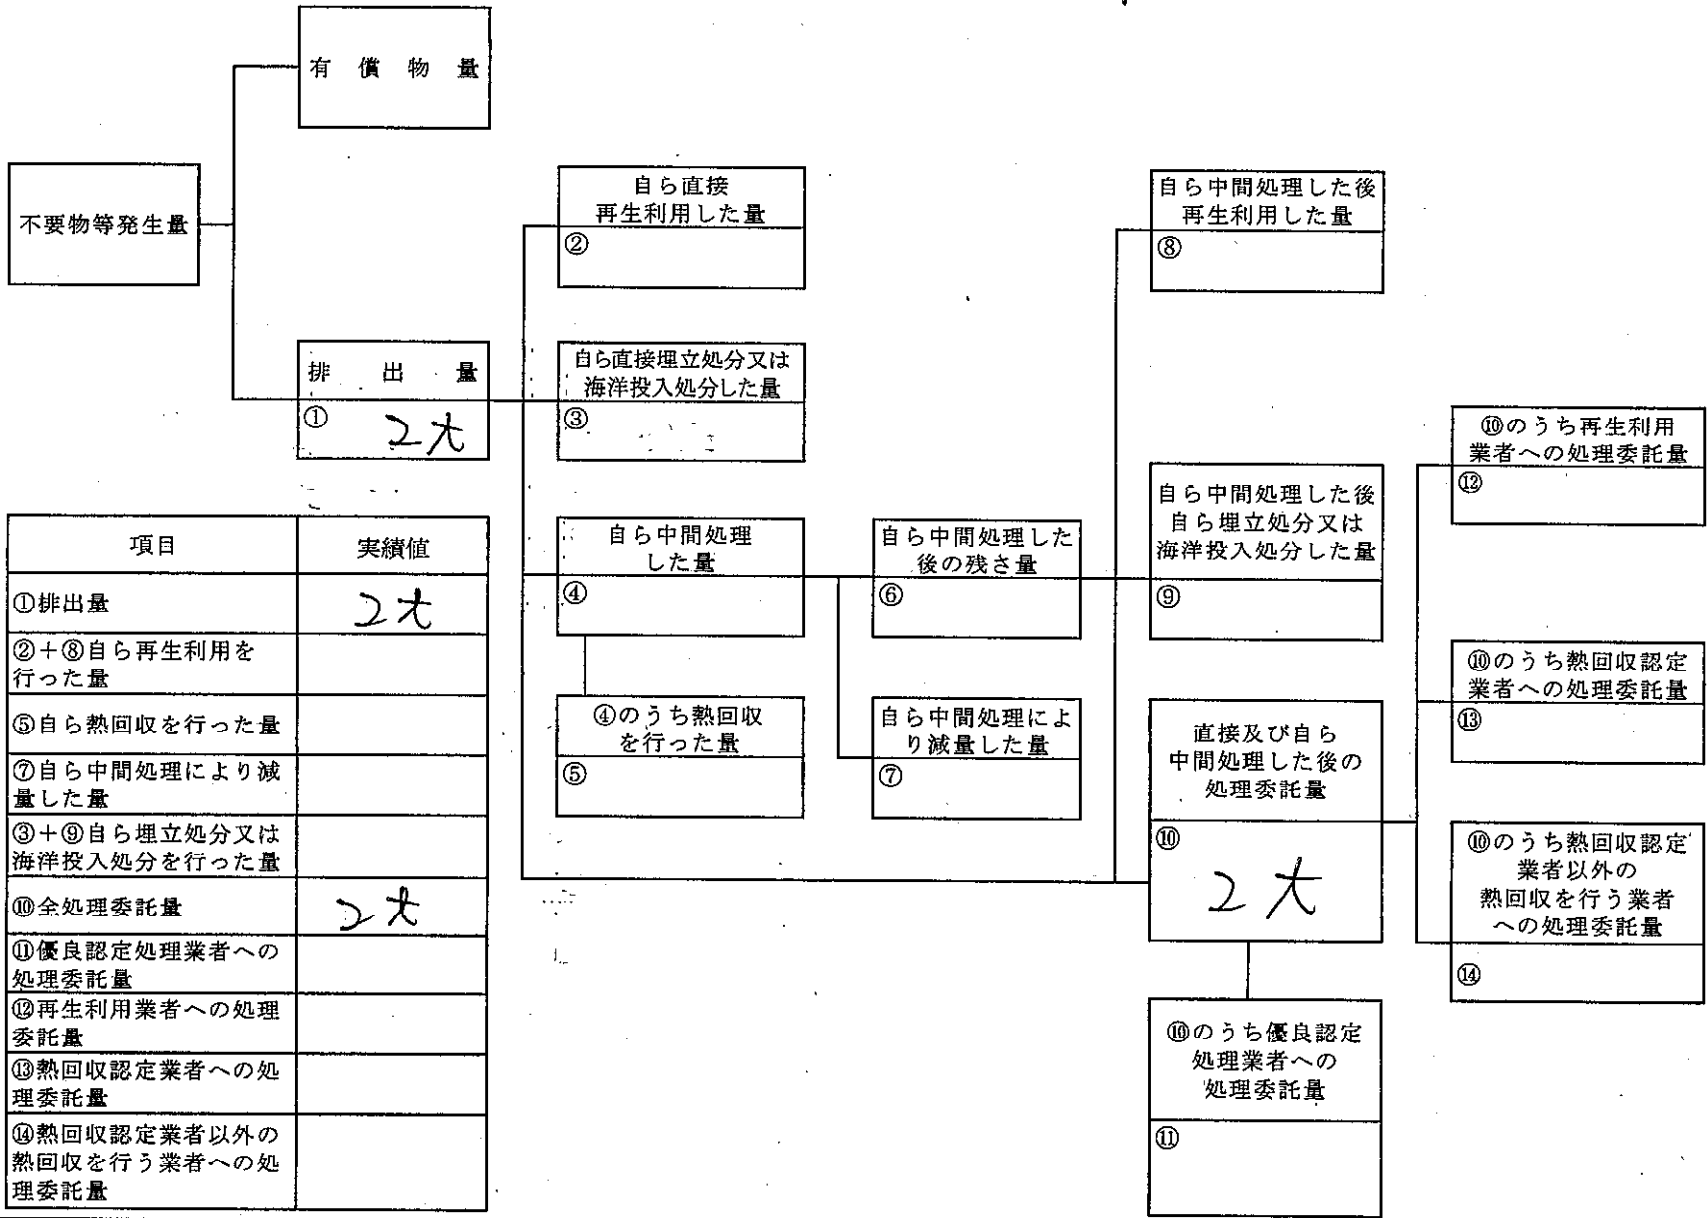 有償物量
不要物等発生量
自ら直接
再生利用した量
②
自ら中間処理した後
再生利用した量
⑧
排出量
① 2t
自ら直接埋立処分又は
海洋投入処分した量
③
自ら中間処理
した量
④
自ら中間処理した
後の残さ量
⑥
自ら中間処理した後
自ら埋立処分又は
海洋投入処分した量
⑨
④のうち熱回収
を行った量
⑤
自ら中間処理によ
り減量した量
⑦
直接及び自ら
中間処理した後の
処理委託量
⑩
2t
⑩のうち再生利用
業者への処理委託量
⑫
⑩のうち熱回収認定
業者への処理委託量
⑬
⑩のうち熱回収認定
業者以外の
熱回収を行う業者
への処理委託量
⑭
⑩のうち優良認定
処理業者への
処理委託量
⑪
項目 実績値
①排出量 2t
②+⑧自ら再生利用を
行った量
⑤自ら熱回収を行った量
⑦自ら中間処理により減
量した量
③+⑨自ら埋立処分又は
海洋投入処分を行った量
⑩全処理委託量 2t
⑪優良認定処理業者への
処理委託量
⑫再生利用業者への処理
委託量
⑬熱回収認定業者への処
理委託量
⑭熱回収認定業者以外の
熱回収を行う業者への処
理委託量